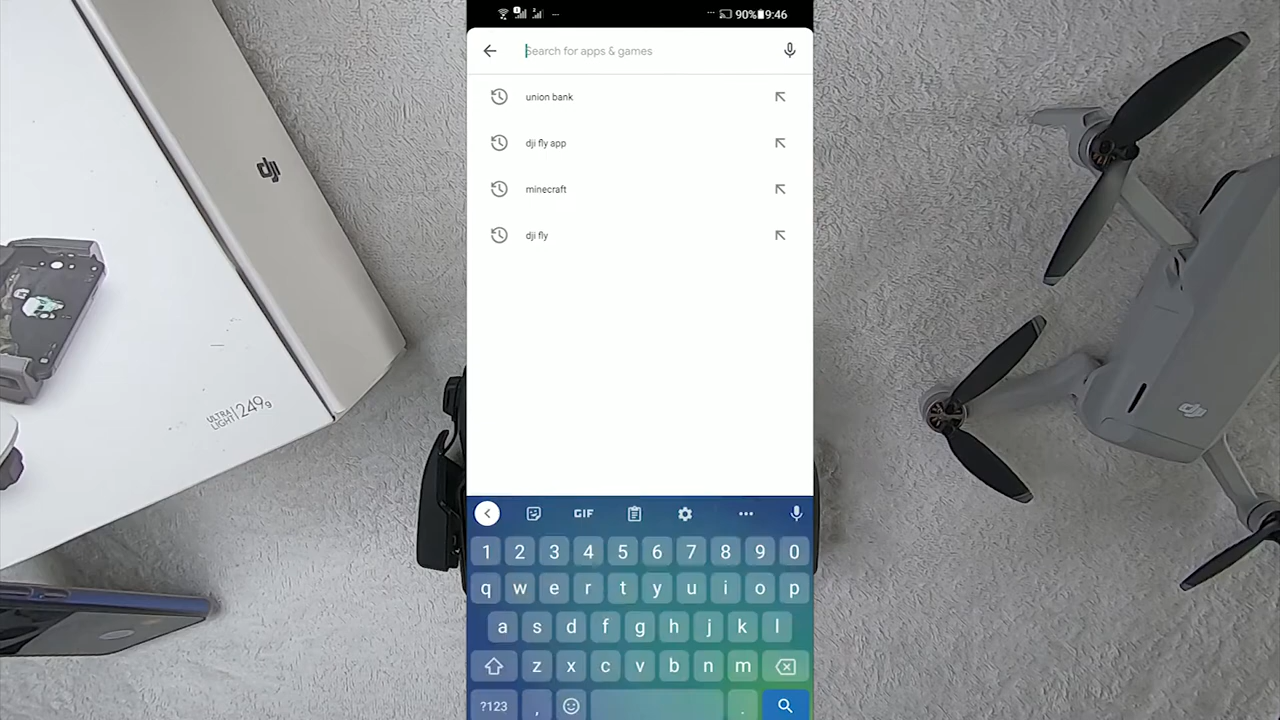 90% 9:46
Search for apps & games
union bank
dji fly app
minecraft
dji fly
dji
ULTRA LIGHT | 249g
dji
GIF
1 2 3 4 5 6 7 8 9 0
q w e r t y u i o p
a s d f g h j k l
z x c v b n m
?123 , .